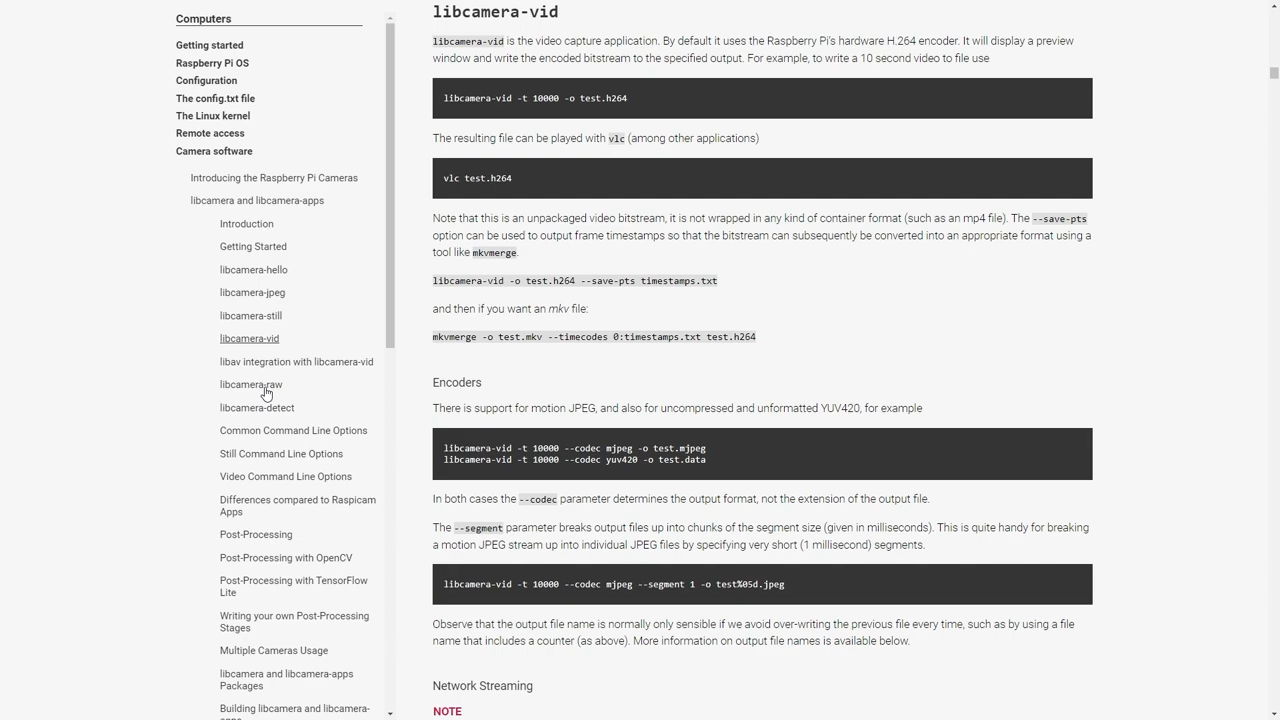 Computers
Getting started
Raspberry Pi OS
Configuration
The config.txt file
The Linux kernel
Remote access
Camera software
Introducing the Raspberry Pi Cameras
libcamera and libcamera-apps
Introduction
Getting Started
libcamera-hello
libcamera-jpeg
libcamera-still
libcamera-vid
libav integration with libcamera-vid
libcamera-raw
libcamera-detect
Common Command Line Options
Still Command Line Options
Video Command Line Options
Differences compared to Raspicam
Apps
Post-Processing
Post-Processing with OpenCV
Post-Processing with TensorFlow
Lite
Writing your own Post-Processing
Stages
Multiple Cameras Usage
libcamera and libcamera-apps
Packages
Building libcamera and libcamera-
libcamera-vid
libcamera-vid is the video capture application. By default it uses the Raspberry Pi's hardware H.264 encoder. It will display a preview
window and write the encoded bitstream to the specified output. For example, to write a 10 second video to file use
libcamera-vid -t 10000 -o test.h264
The resulting file can be played with vlc (among other applications)
vlc test.h264
Note that this is an unpackaged video bitstream, it is not wrapped in any kind of container format (such as an mp4 file). The --save-pts
option can be used to output frame timestamps so that the bitstream can subsequently be converted into an appropriate format using a
tool like mkvmerge.
libcamera-vid -o test.h264 --save-pts timestamps.txt
and then if you want an mkv file:
mkvmerge -o test.mkv --timecodes 0:timestamps.txt test.h264
Encoders
There is support for motion JPEG, and also for uncompressed and unformatted YUV420, for example
libcamera-vid -t 10000 --codec mjpeg -o test.mjpeg
libcamera-vid -t 10000 --codec yuv420 -o test.data
In both cases the --codec parameter determines the output format, not the extension of the output file.
The --segment parameter breaks output files up into chunks of the segment size (given in milliseconds). This is quite handy for breaking
a motion JPEG stream up into individual JPEG files by specifying very short (1 millisecond) segments.
libcamera-vid -t 10000 --codec mjpeg --segment 1 -o test%05d.jpeg
Observe that the output file name is normally only sensible if we avoid over-writing the previous file every time, such as by using a file
name that includes a counter (as above). More information on output file names is available below.
Network Streaming
NOTE